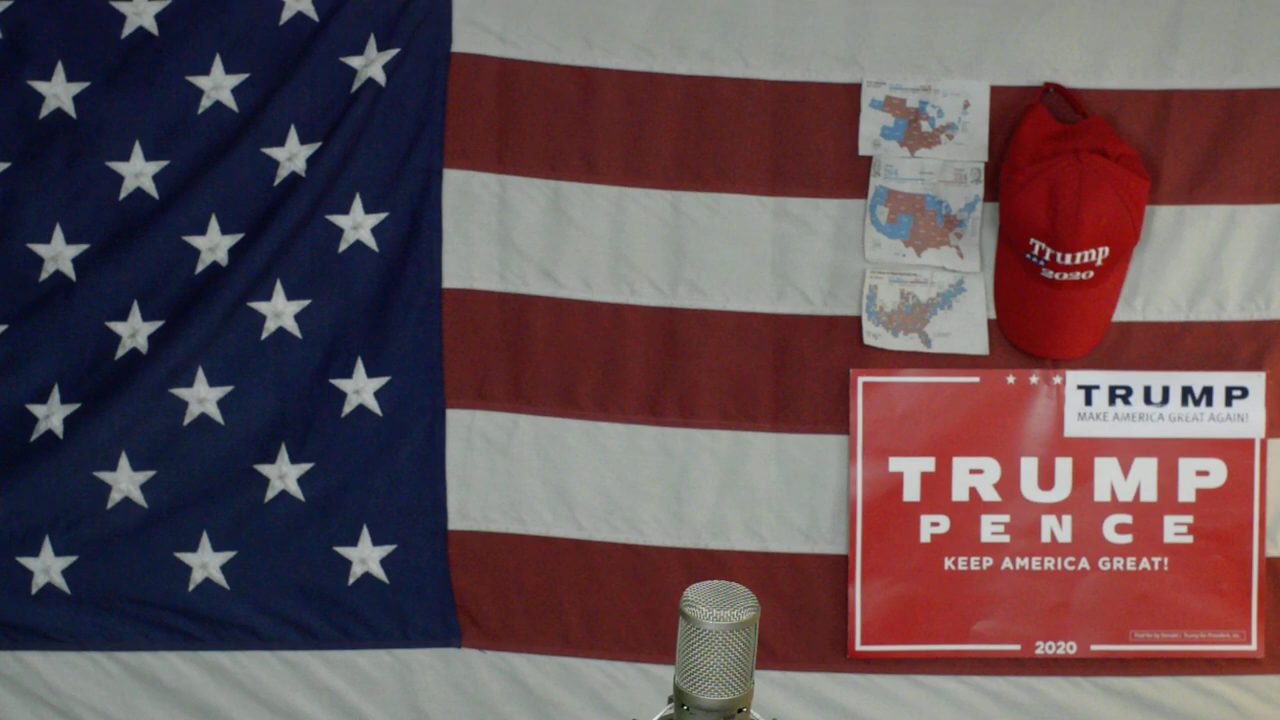 Trump
2020
TRUMP
MAKE AMERICA GREAT AGAIN!
TRUMP
PENCE
KEEP AMERICA GREAT!
2020